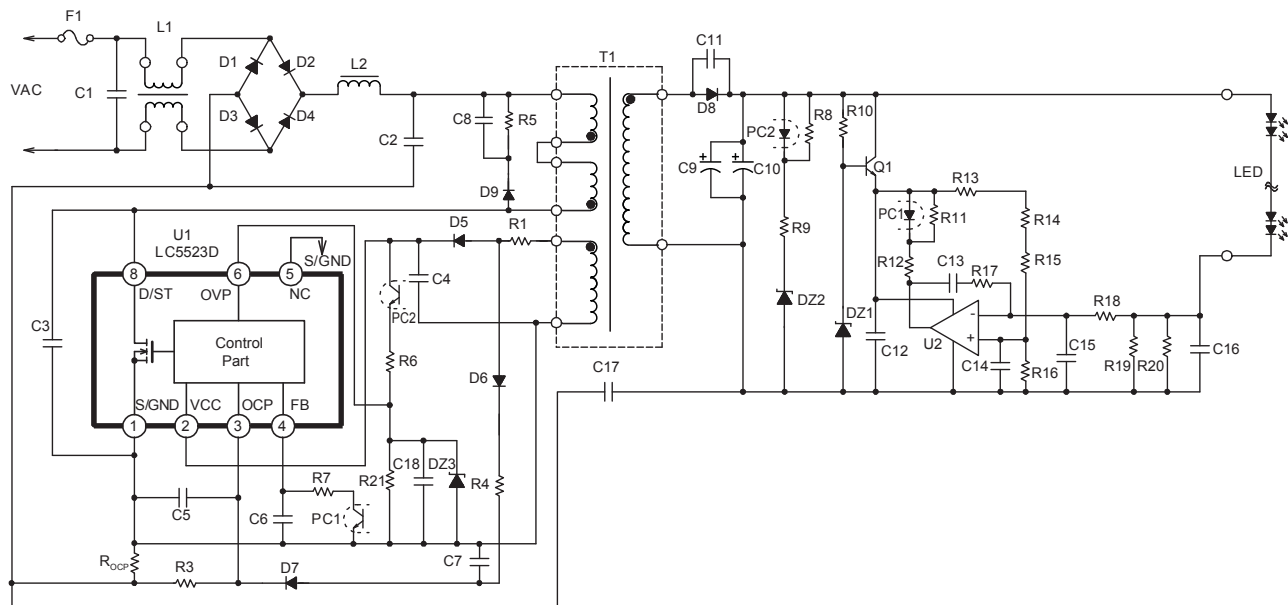 F1
L1
VAC
C1
D1
D2
D3
D4
L2
C2
C8
R5
D9
T1
C11
D8
C9
C10
PC2
R8
R9
DZ2
R10
DZ1
Q1
PC1
R11
R12
R13
R14
R15
C13
R17
U2
C12
C14
R16
C15
R18
R19
R20
C16
LED
U1
LC5523D
S/GND
8
6
5
D/ST
OVP
NC
Control
Part
S/GND
VCC
OCP
FB
1
2
3
4
C3
D5
R1
C4
PC2
R6
D6
C17
R21
C18
DZ3
R4
C5
C6
R7
PC1
C7
ROCP
R3
D7